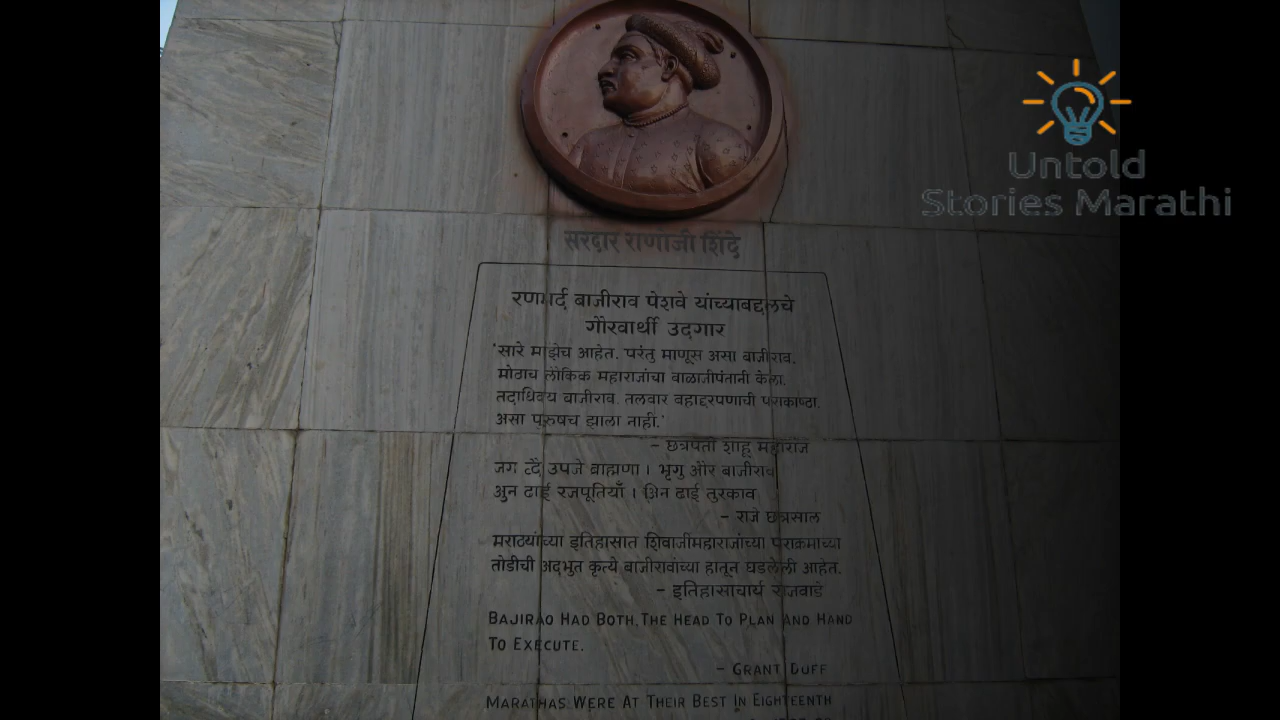 Untold
Stories Marathi
सरदार राणोजी शिंदे
रणमर्द बाजीराव पेशवे यांच्याबद्दलचे
गौरवार्थी उदगार
'सारे माझेच आहेत. परंतु माणूस असा बाजीराव.
मोठाच लौकिक महाराजांचा बाळाजीपंतानी केला.
तदाधिक्य बाजीराव. तलवार बहाद्दरपणाची पराकाष्ठा.
असा पुरुषच झाला नाही.'
- छत्रपती शाहू महाराज
जग द्वै उपजे ब्राह्मणा । भृगु और बाजीराव
अुन ढाई रजपूतियाँ । अिन ढाई तुरकाव
- राजे छत्रसाल
मराठ्यांच्या इतिहासात शिवाजीमहाराजांच्या पराक्रमाच्या
तोडीची अदभुत कृत्ये बाजीरावांच्या हातून घडलेली आहेत.
- इतिहासाचार्य राजवाडे
BAJIRAO HAD BOTH, THE HEAD TO PLAN AND HAND
TO EXECUTE.
- GRANT DUFF
MARATHAS WERE AT THEIR BEST IN EIGHTEENTH